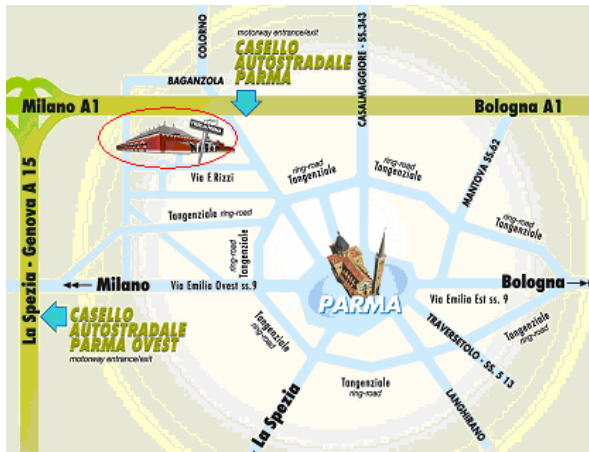 motorway entrance/exit
CASELLO
AUTOSTRADALE
PARMA
COLORNO
CASALMAGGIORE - SS.343
BAGANZOLA
Milano A1
Bologna A1
MANTOVA SS.62
Via E.Rizzi
ring-road
Tangenziale
ring-road
Tangenziale
Tangenziale ring-road
ring-road
Tangenziale
ring-road
Tangenziale
La Spezia - Genova A 15
Milano
Via Emilia Ovest ss.9
Bologna
PARMA
Via Emilia Est ss. 9
CASELLO
AUTOSTRADALE
PARMA OVEST
motorway entrance/exit
TRAVERSETOLO - SS. 513
Tangenziale
ring-road
Tangenziale
ring-road
Tangenziale
ring-road
La Spezia
LANGHIRANO